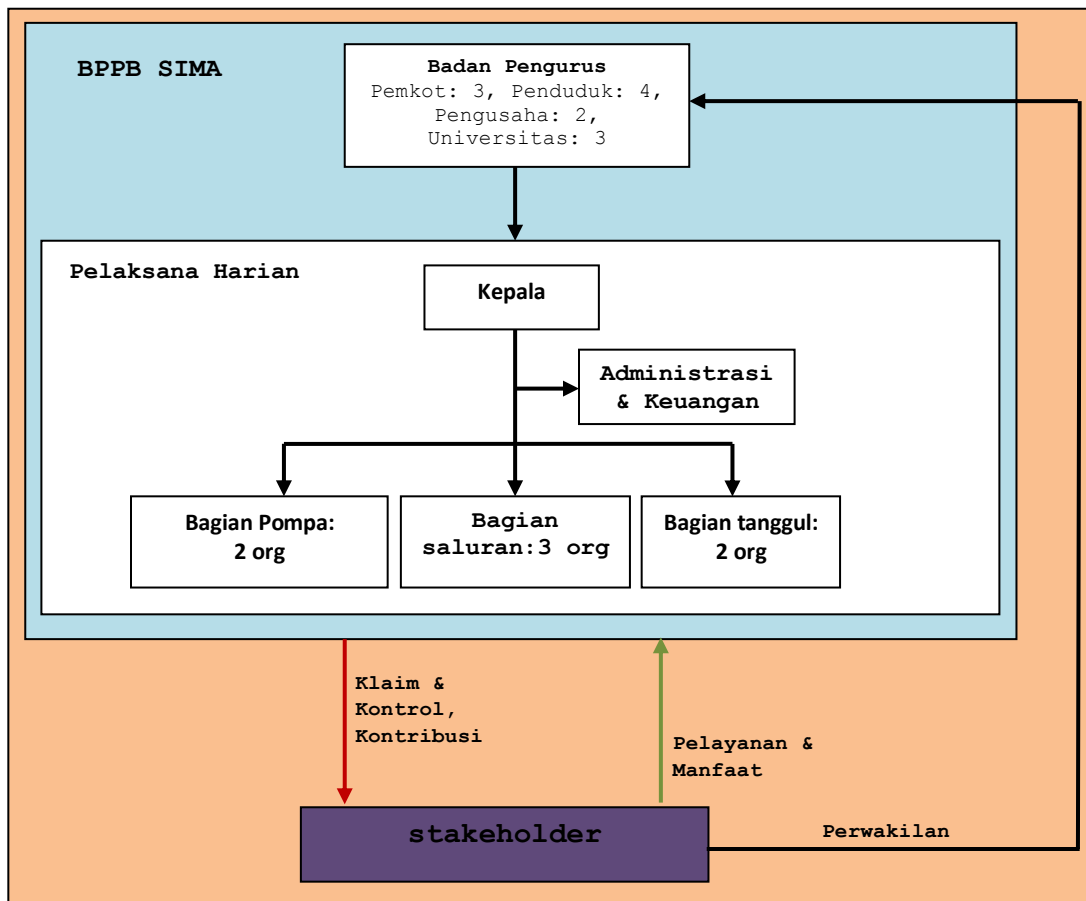 BPPB SIMA
Badan Pengurus
Pemkot: 3, Penduduk: 4,
Pengusaha: 2,
Universitas: 3
Pelaksana Harian
Kepala
Administrasi
& Keuangan
Bagian Pompa:
2 org
Bagian
saluran:3 org
Bagian tanggul:
2 org
Klaim &
Kontrol,
Kontribusi
Pelayanan &
Manfaat
stakeholder
Perwakilan